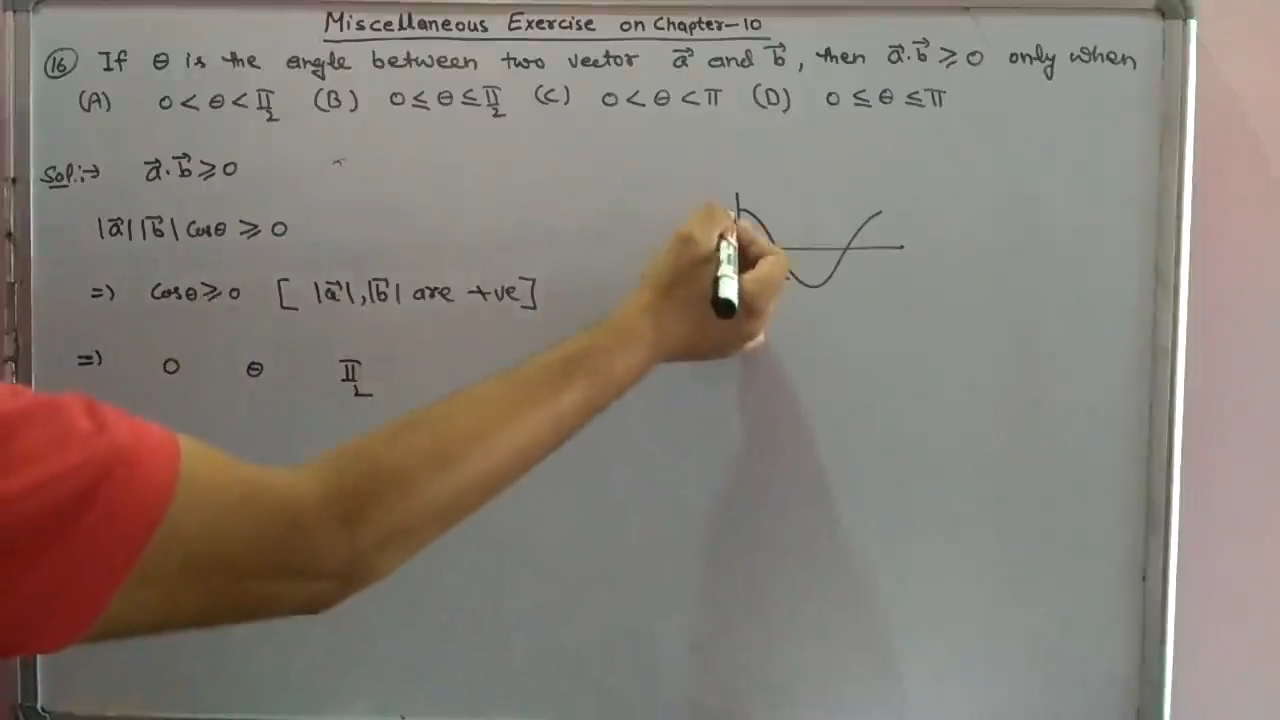 Miscellaneous Exercise on Chapter-10
(16) If θ is the angle between two vector a⃗ and b⃗, then a⃗.b⃗ ≥ 0 only when
(A) 0 < θ < π/2 (B) 0 ≤ θ ≤ π/2 (C) 0 < θ < π (D) 0 ≤ θ ≤ π
Sol:→ a⃗.b⃗ ≥ 0
|a⃗||b⃗| cosθ ≥ 0
=) cosθ ≥ 0 [ |a⃗|, |b⃗| are +ve ]
=) 0 θ π/2